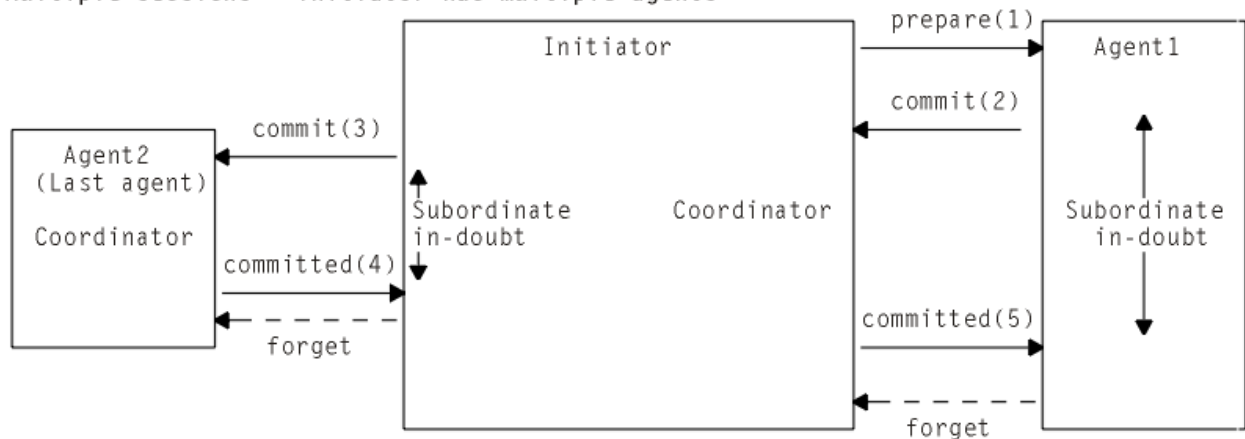 Multiple sessions - Initiator has multiple agents
Initiator
prepare(1)
Agent1
commit(2)
commit(3)
Agent2
(Last agent)
Coordinator
Subordinate
in-doubt
Coordinator
Subordinate
in-doubt
committed(4)
forget
committed(5)
forget